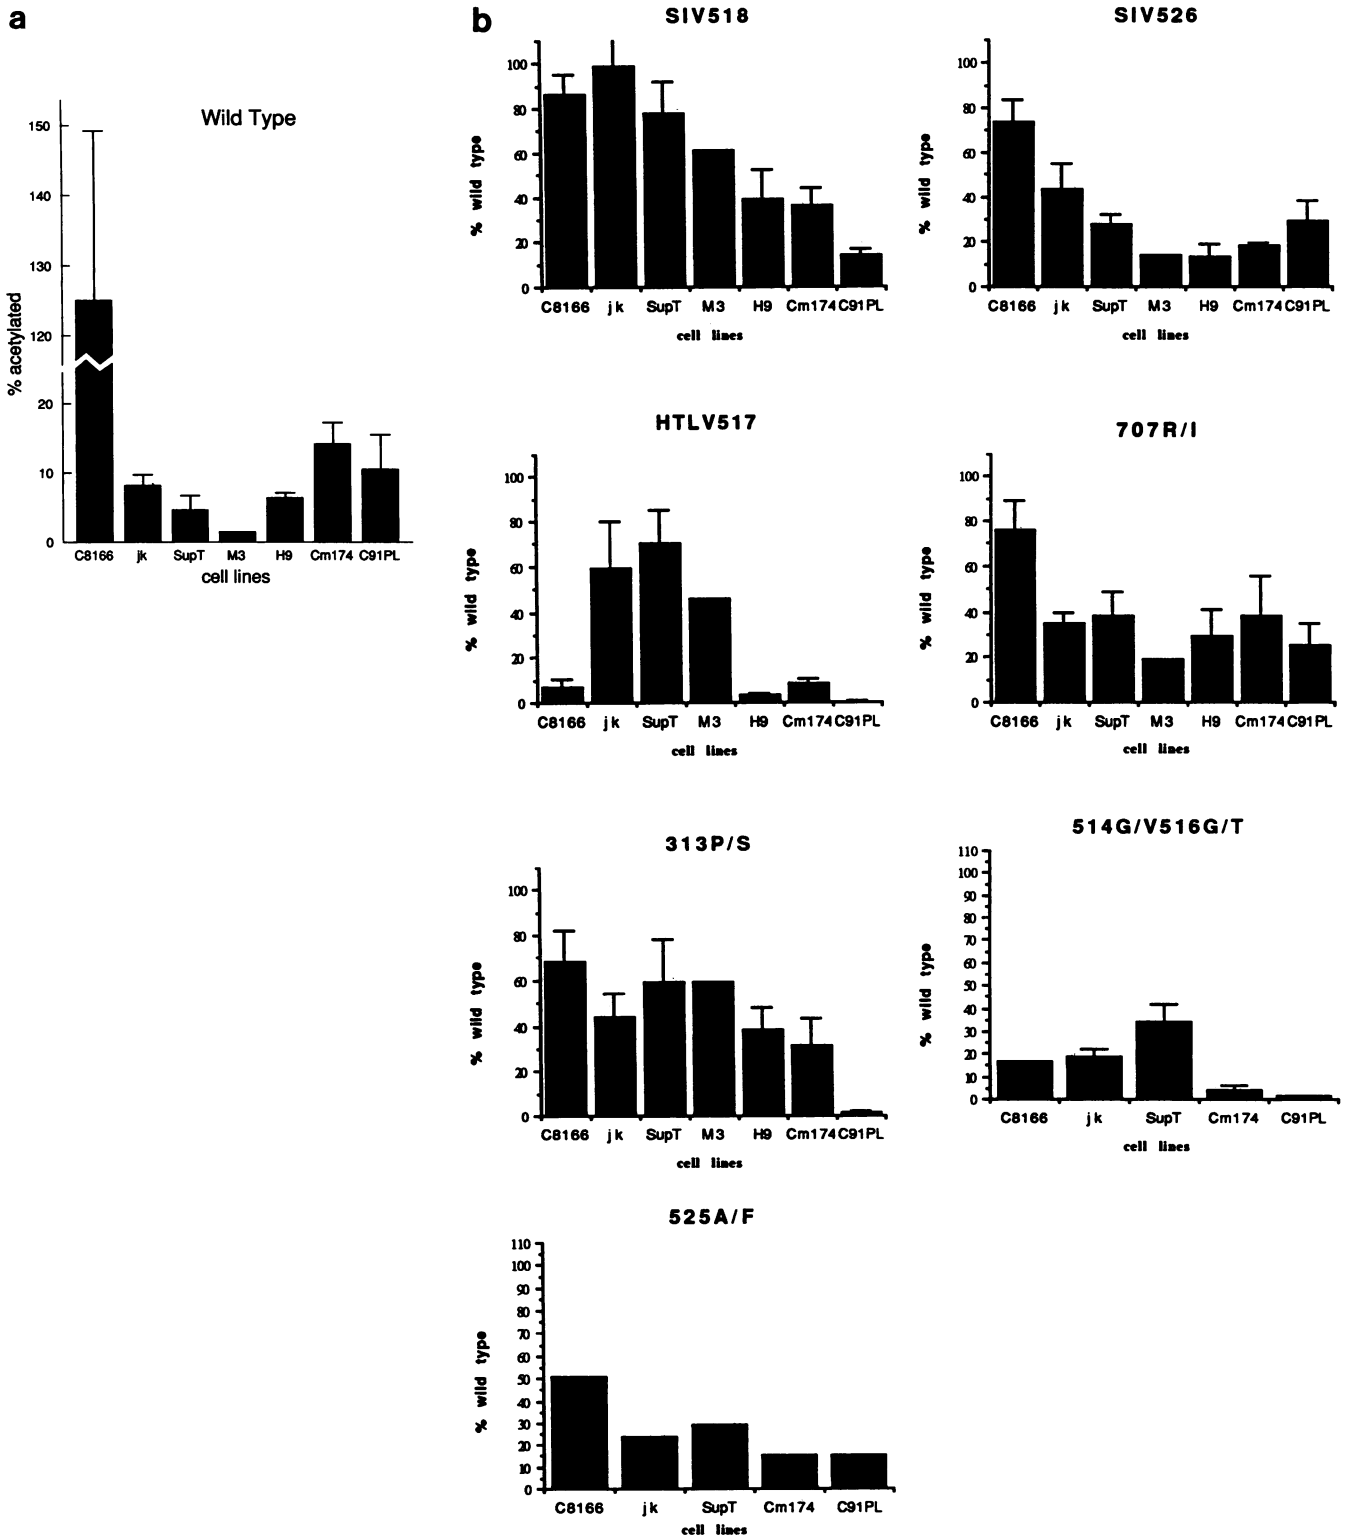 a
Wild Type
% acetylated
150
140
130
120
20
10
0
C8166 jk SupT M3 H9 Cm174 C91PL
cell lines
b
SIV518
% wild type
100
80
60
40
20
0
C8166 jk SupT M3 H9 Cm174 C91PL
cell lines
SIV526
% wild type
100
80
60
40
20
0
C8166 jk SupT M3 H9 Cm174 C91PL
cell lines
HTLV517
% wild type
100
80
60
40
20
0
C8166 jk SupT M3 H9 Cm174 C91PL
cell lines
707R/I
% wild type
100
80
60
40
20
0
C8166 jk SupT M3 H9 Cm174 C91PL
cell lines
313P/S
% wild type
100
80
60
40
20
0
C8166 jk SupT M3 H9 Cm174 C91PL
cell lines
514G/V516G/T
% wild type
110
100
90
80
70
60
50
40
30
20
10
0
C8166 jk SupT Cm174 C91PL
cell lines
525A/F
% wild type
110
100
90
80
70
60
50
40
30
20
10
0
C8166 jk SupT Cm174 C91PL
cell lines